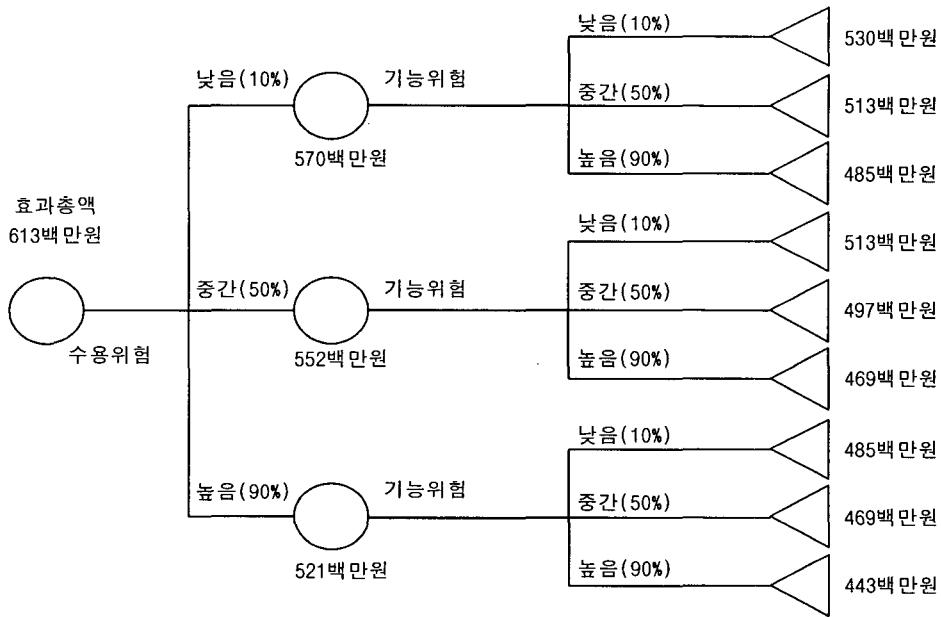 효과총액
613백만원
수용위험
낮음(10%)
570백만원
기능위험
낮음(10%)
530백만원
중간(50%)
513백만원
높음(90%)
485백만원
중간(50%)
552백만원
기능위험
낮음(10%)
513백만원
중간(50%)
497백만원
높음(90%)
469백만원
높음(90%)
521백만원
기능위험
낮음(10%)
485백만원
중간(50%)
469백만원
높음(90%)
443백만원